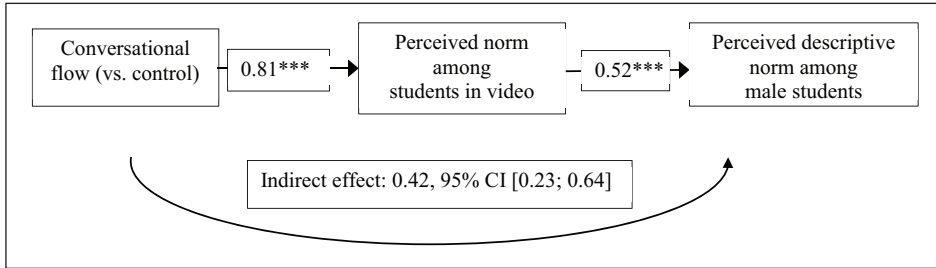 Conversational
flow (vs. control)
0.81***
Perceived norm
among
students in video
0.52***
Perceived descriptive
norm among
male students
Indirect effect: 0.42, 95% CI [0.23; 0.64]